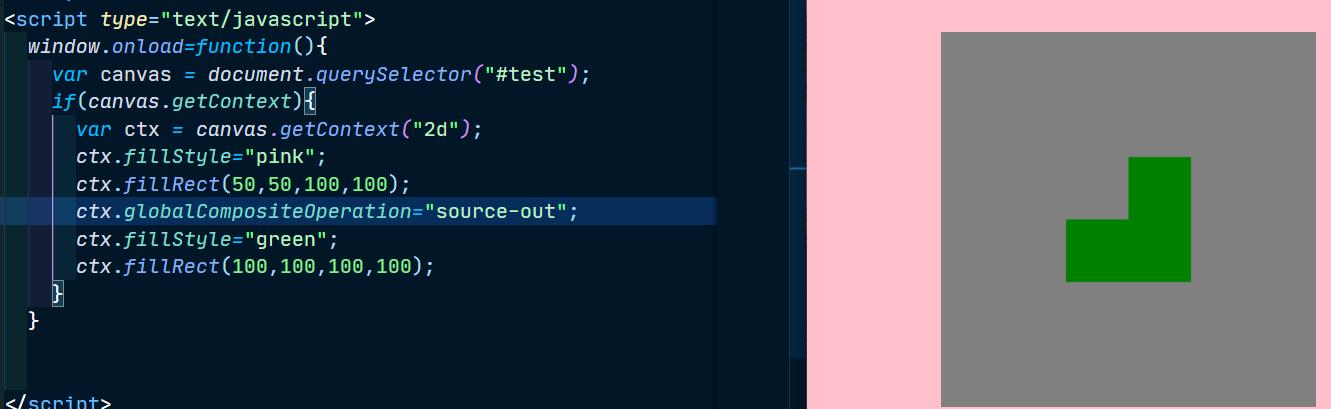 <script type="text/javascript">
window.onload=function(){
var canvas = document.querySelector("#test");
if(canvas.getContext){
var ctx = canvas.getContext("2d");
ctx.fillStyle="pink";
ctx.fillRect(50,50,100,100);
ctx.globalCompositeOperation="source-out";
ctx.fillStyle="green";
ctx.fillRect(100,100,100,100);
}
}
</script>